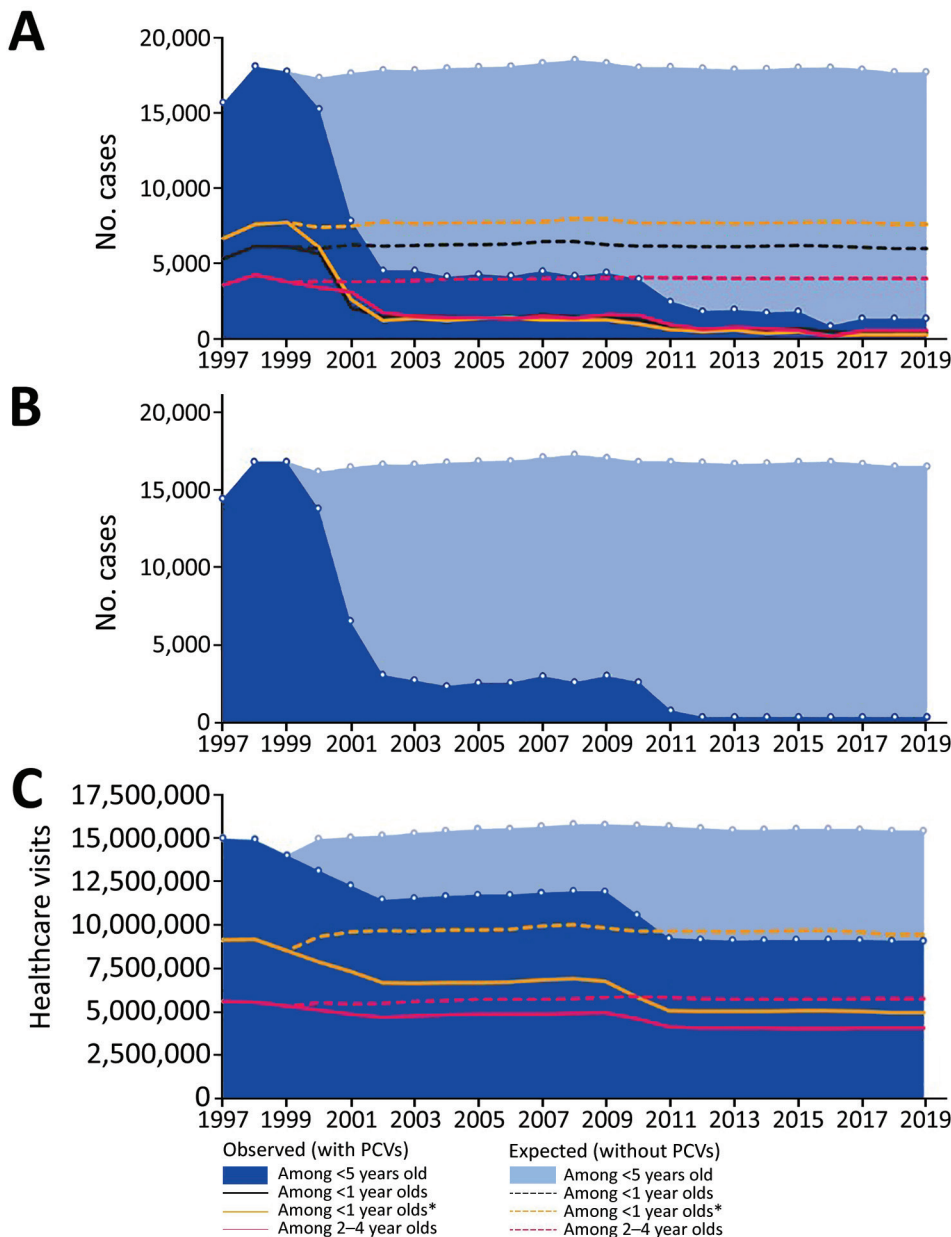 A
20,000
15,000
10,000
5,000
0
No. cases
1997 1999 2001 2003 2005 2007 2009 2011 2013 2015 2017 2019
B
20,000
15,000
10,000
5,000
0
No. cases
1997 1999 2001 2003 2005 2007 2009 2011 2013 2015 2017 2019
C
17,500,000
15,000,000
12,500,000
10,000,000
7,500,000
5,000,000
2,500,000
0
Healthcare visits
1997 1999 2001 2003 2005 2007 2009 2011 2013 2015 2017 2019
Observed (with PCVs)
Among <5 years old
Among <1 year olds
Among <1 year olds*
Among 2–4 year olds
Expected (without PCVs)
Among <5 years old
Among <1 year olds
Among <1 year olds*
Among 2–4 year olds